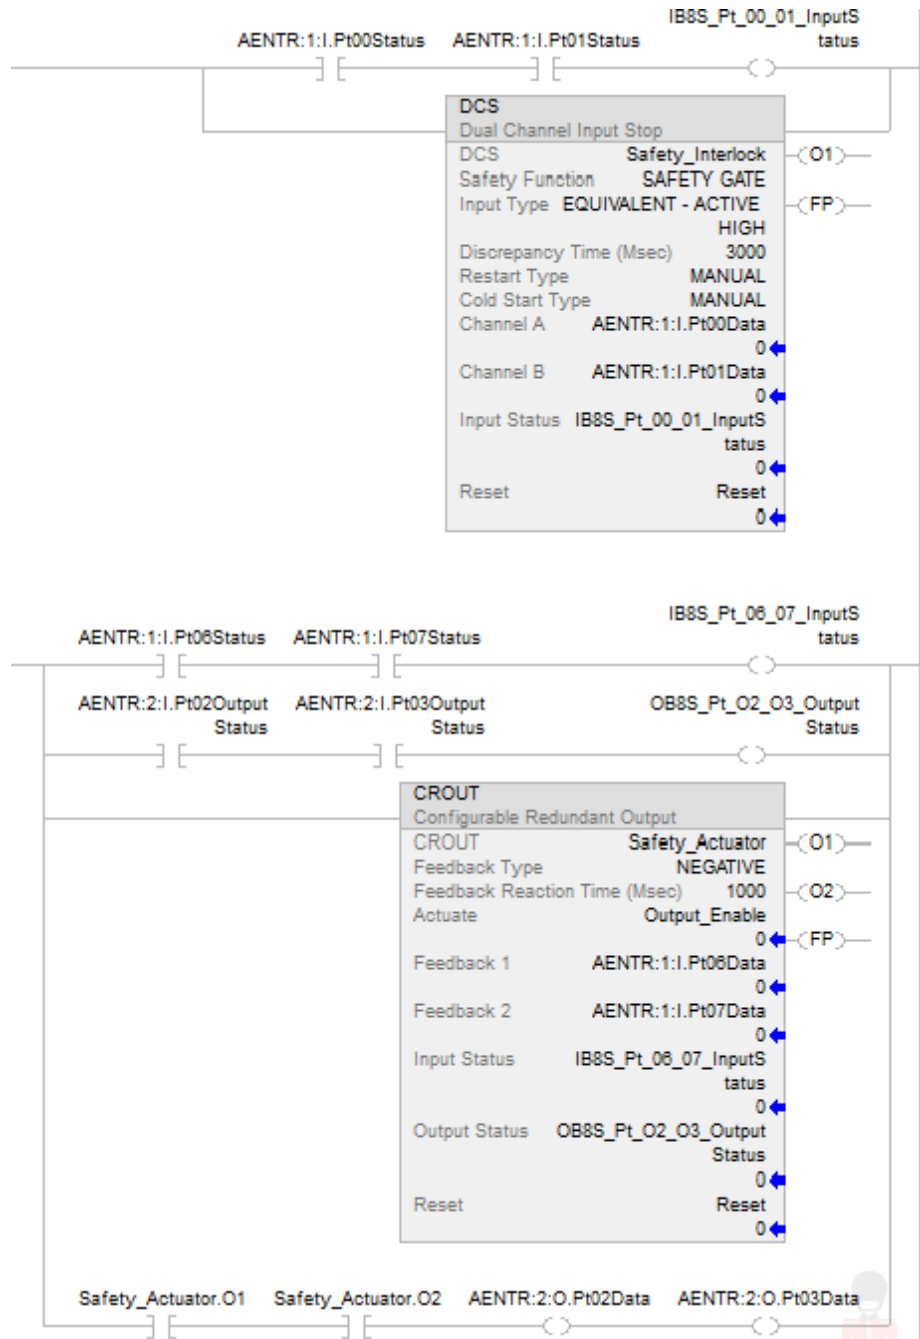 IB8S_Pt_00_01_InputS
AENTR:1:I.Pt00Status AENTR:1:I.Pt01Status tatus
DCS
Dual Channel Input Stop
DCS Safety_Interlock O1
Safety Function SAFETY GATE
Input Type EQUIVALENT - ACTIVE FP
HIGH
Discrepancy Time (Msec) 3000
Restart Type MANUAL
Cold Start Type MANUAL
Channel A AENTR:1:I.Pt00Data
0
Channel B AENTR:1:I.Pt01Data
0
Input Status IB8S_Pt_00_01_InputS
tatus
0
Reset Reset
0
IB8S_Pt_06_07_InputS
AENTR:1:I.Pt06Status AENTR:1:I.Pt07Status tatus
AENTR:2:I.Pt02Output AENTR:2:I.Pt03Output OB8S_Pt_O2_O3_Output
Status Status Status
CROUT
Configurable Redundant Output
CROUT Safety_Actuator O1
Feedback Type NEGATIVE
Feedback Reaction Time (Msec) 1000 O2
Actuate Output_Enable
0 FP
Feedback 1 AENTR:1:I.Pt06Data
0
Feedback 2 AENTR:1:I.Pt07Data
0
Input Status IB8S_Pt_06_07_InputS
tatus
0
Output Status OB8S_Pt_O2_O3_Output
Status
0
Reset Reset
0
Safety_Actuator.O1 Safety_Actuator.O2 AENTR:2:O.Pt02Data AENTR:2:O.Pt03Data